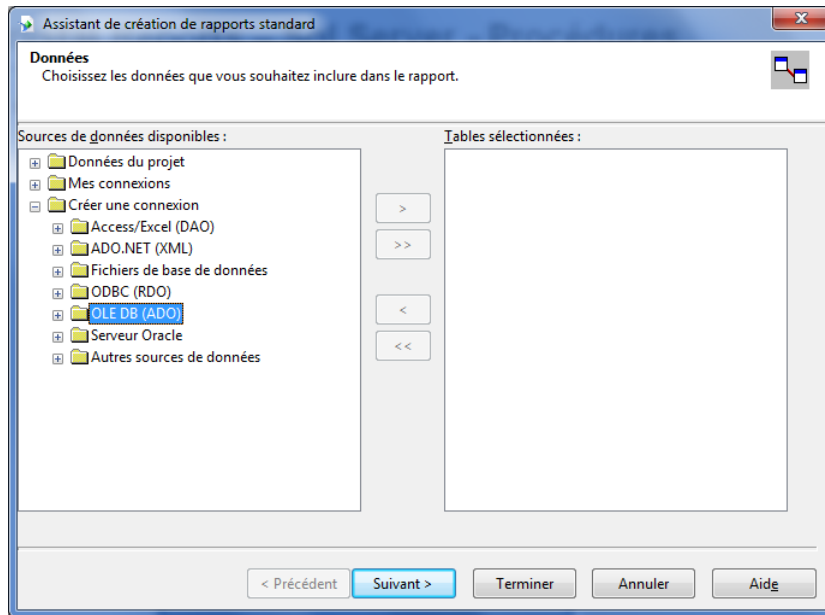 Assistant de création de rapports standard
Données
Choisissez les données que vous souhaitez inclure dans le rapport.
Sources de données disponibles :
Tables sélectionnées :
Données du projet
Mes connexions
Créer une connexion
Access/Excel (DAO)
ADO.NET (XML)
Fichiers de base de données
ODBC (RDO)
OLE DB (ADO)
Serveur Oracle
Autres sources de données
>
>>
<
<<
< Précédent
Suivant >
Terminer
Annuler
Aide